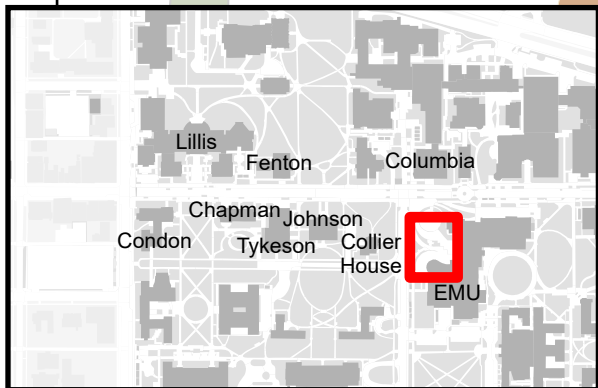 Lillis
Fenton
Columbia
Chapman
Johnson
Condon
Tykeson
Collier
House
EMU